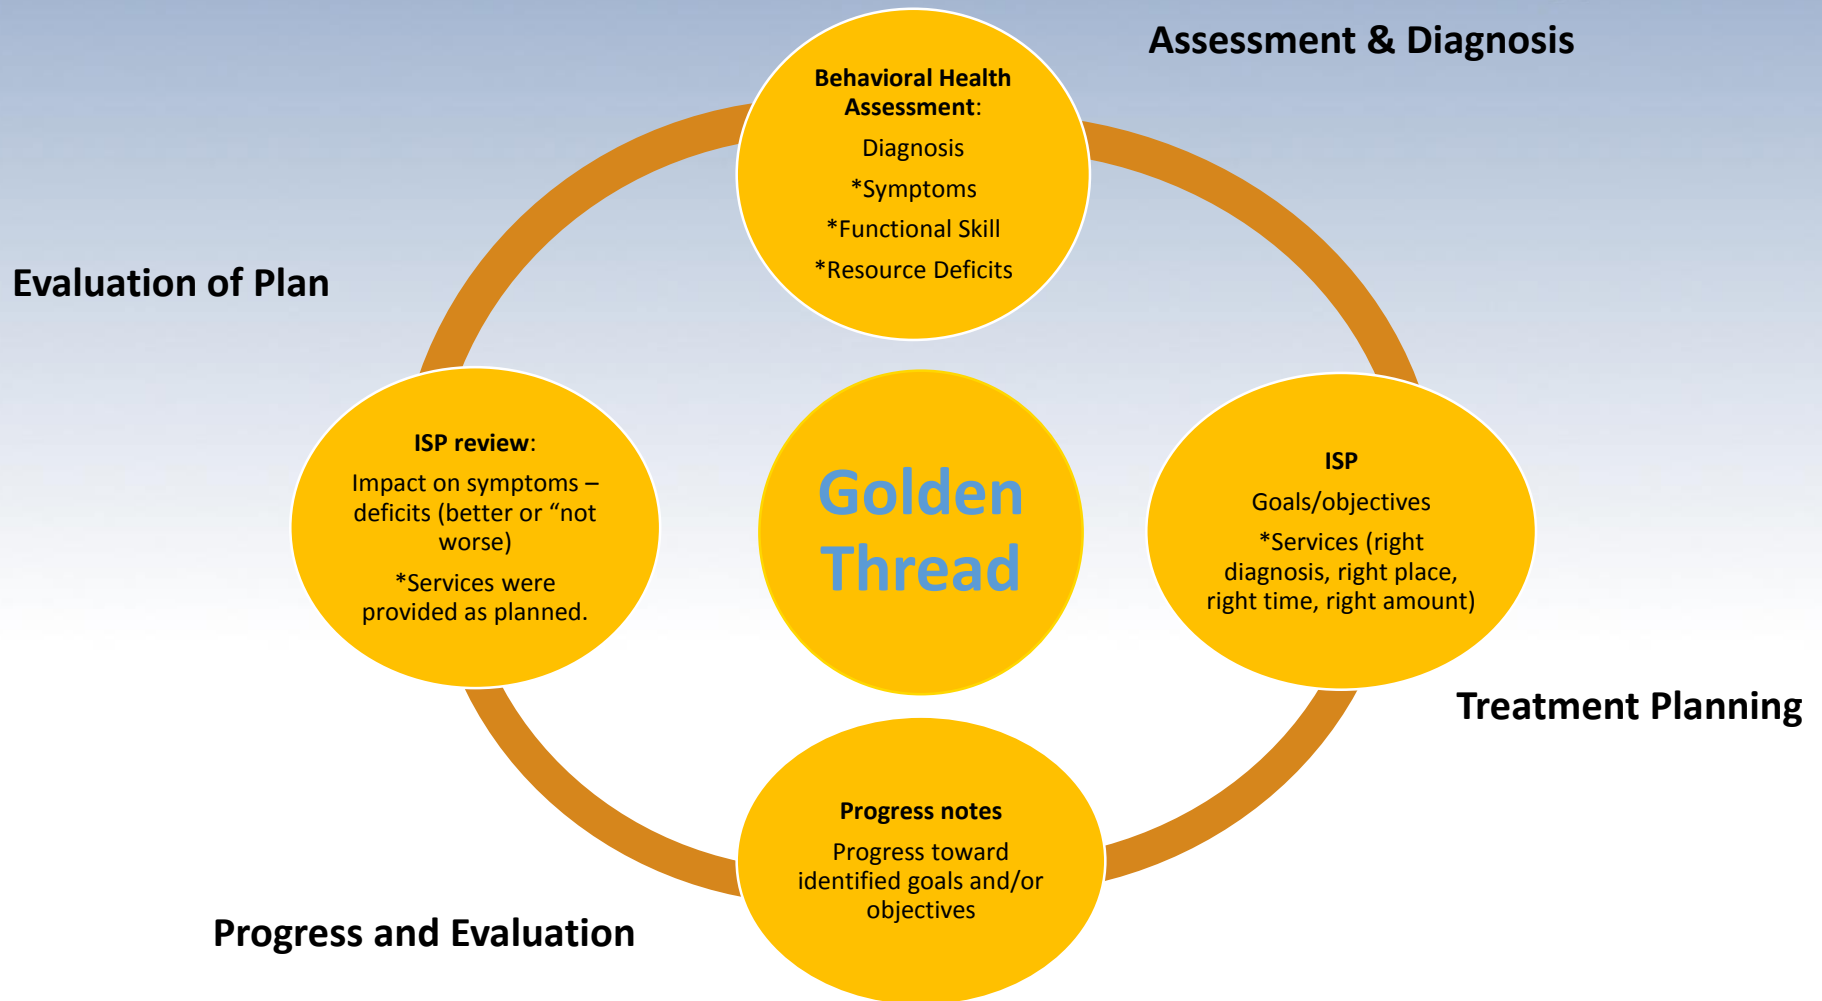 Assessment & Diagnosis
Behavioral Health
Assessment:
Diagnosis
*Symptoms
*Functional Skill
*Resource Deficits
Evaluation of Plan
ISP review:
Impact on symptoms –
deficits (better or “not
worse)
*Services were
provided as planned.
Golden
Thread
ISP
Goals/objectives
*Services (right
diagnosis, right place,
right time, right amount)
Treatment Planning
Progress notes
Progress toward
identified goals and/or
objectives
Progress and Evaluation